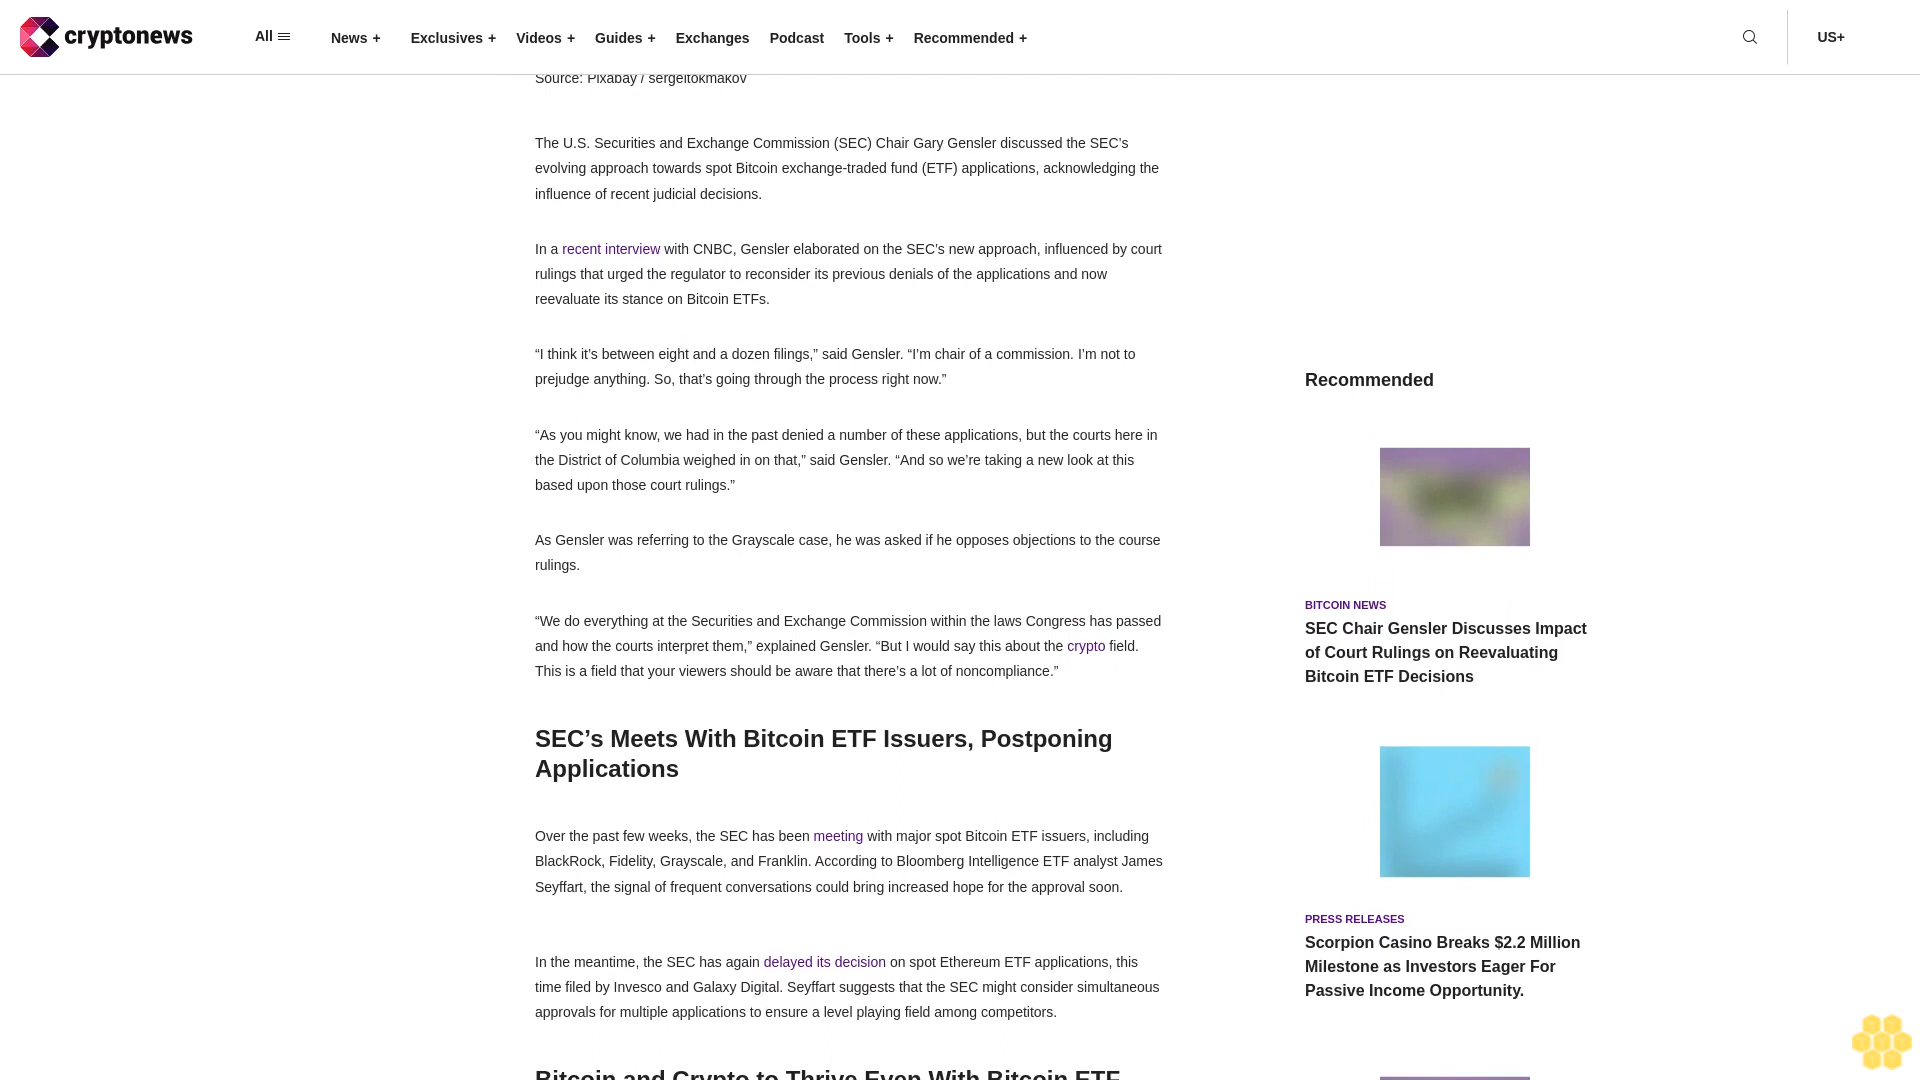 cryptonews
All
News +
Exclusives +
Videos +
Guides +
Exchanges
Podcast
Tools +
Recommended +
US+
Source: Pixabay / sergeitokmakov
The U.S. Securities and Exchange Commission (SEC) Chair Gary Gensler discussed the SEC’s
evolving approach towards spot Bitcoin exchange-traded fund (ETF) applications, acknowledging the
influence of recent judicial decisions.
In a recent interview with CNBC, Gensler elaborated on the SEC’s new approach, influenced by court
rulings that urged the regulator to reconsider its previous denials of the applications and now
reevaluate its stance on Bitcoin ETFs.
“I think it’s between eight and a dozen filings,” said Gensler. “I’m chair of a commission. I’m not to
prejudge anything. So, that’s going through the process right now.”
“As you might know, we had in the past denied a number of these applications, but the courts here in
the District of Columbia weighed in on that,” said Gensler. “And so we’re taking a new look at this
based upon those court rulings.”
As Gensler was referring to the Grayscale case, he was asked if he opposes objections to the course
rulings.
“We do everything at the Securities and Exchange Commission within the laws Congress has passed
and how the courts interpret them,” explained Gensler. “But I would say this about the crypto field.
This is a field that your viewers should be aware that there’s a lot of noncompliance.”
SEC’s Meets With Bitcoin ETF Issuers, Postponing
Applications
Over the past few weeks, the SEC has been meeting with major spot Bitcoin ETF issuers, including
BlackRock, Fidelity, Grayscale, and Franklin. According to Bloomberg Intelligence ETF analyst James
Seyffart, the signal of frequent conversations could bring increased hope for the approval soon.
In the meantime, the SEC has again delayed its decision on spot Ethereum ETF applications, this
time filed by Invesco and Galaxy Digital. Seyffart suggests that the SEC might consider simultaneous
approvals for multiple applications to ensure a level playing field among competitors.
Bitcoin and Crypto to Thrive Even With Bitcoin ETF
Recommended
BITCOIN NEWS
SEC Chair Gensler Discusses Impact
of Court Rulings on Reevaluating
Bitcoin ETF Decisions
PRESS RELEASES
Scorpion Casino Breaks $2.2 Million
Milestone as Investors Eager For
Passive Income Opportunity.